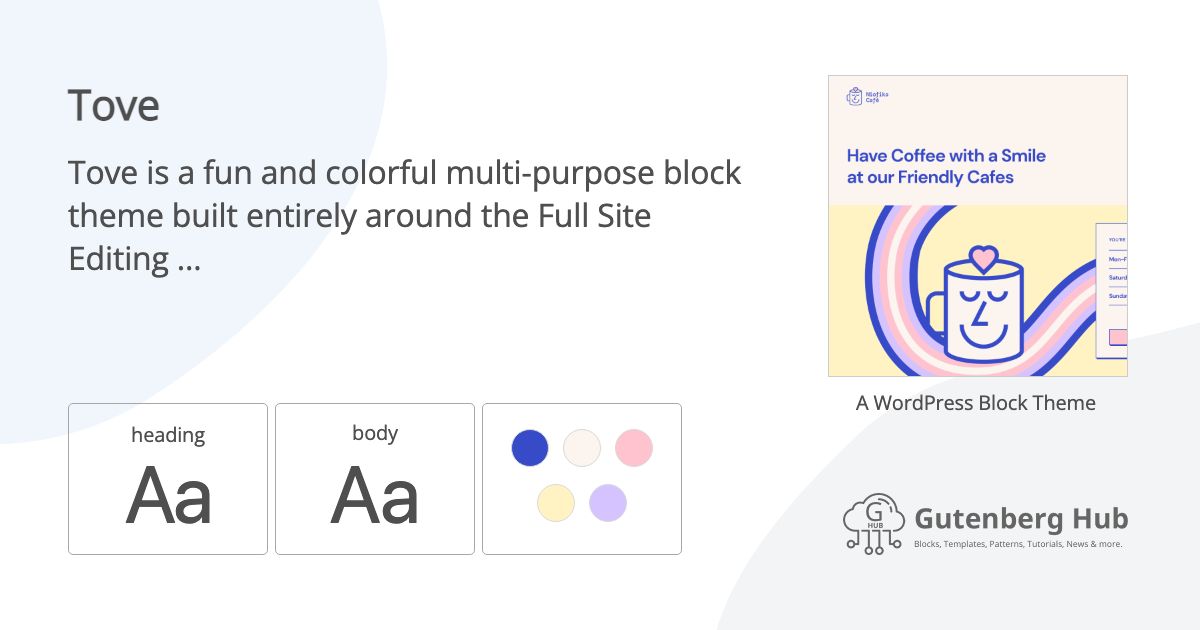 Tove
Tove is a fun and colorful multi-purpose block
theme built entirely around the Full Site
Editing ...
heading
Aa
body
Aa
Niofika
Café
Have Coffee with a Smile
at our Friendly Cafes
YOU'RE
Mon-F
Saturd
Sunda
A WordPress Block Theme
G
HUB
Gutenberg Hub
Blocks, Templates, Patterns, Tutorials, News & more.